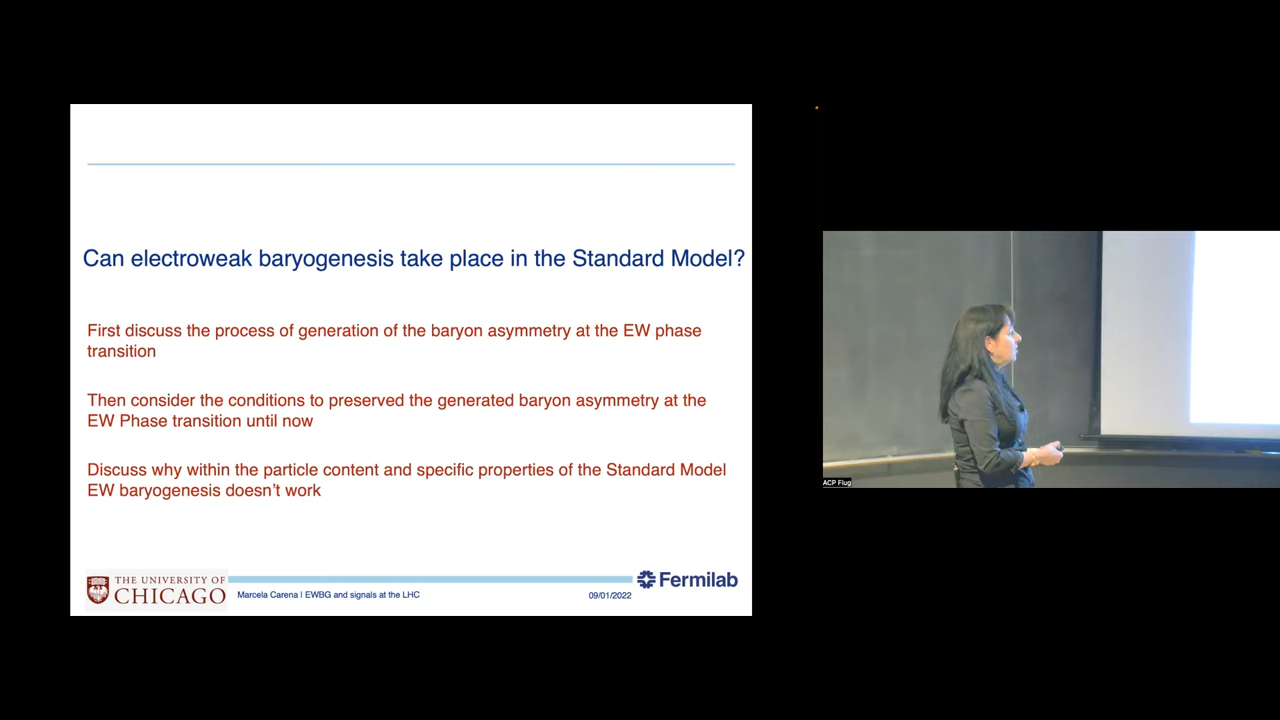 Can electroweak baryogenesis take place in the Standard Model?
First discuss the process of generation of the baryon asymmetry at the EW phase
transition
Then consider the conditions to preserved the generated baryon asymmetry at the
EW Phase transition until now
Discuss why within the particle content and specific properties of the Standard Model
EW baryogenesis doesn't work
THE UNIVERSITY OF
CHICAGO
Marcela Carena | EWBG and signals at the LHC
09/01/2022
Fermilab
ACP Flug